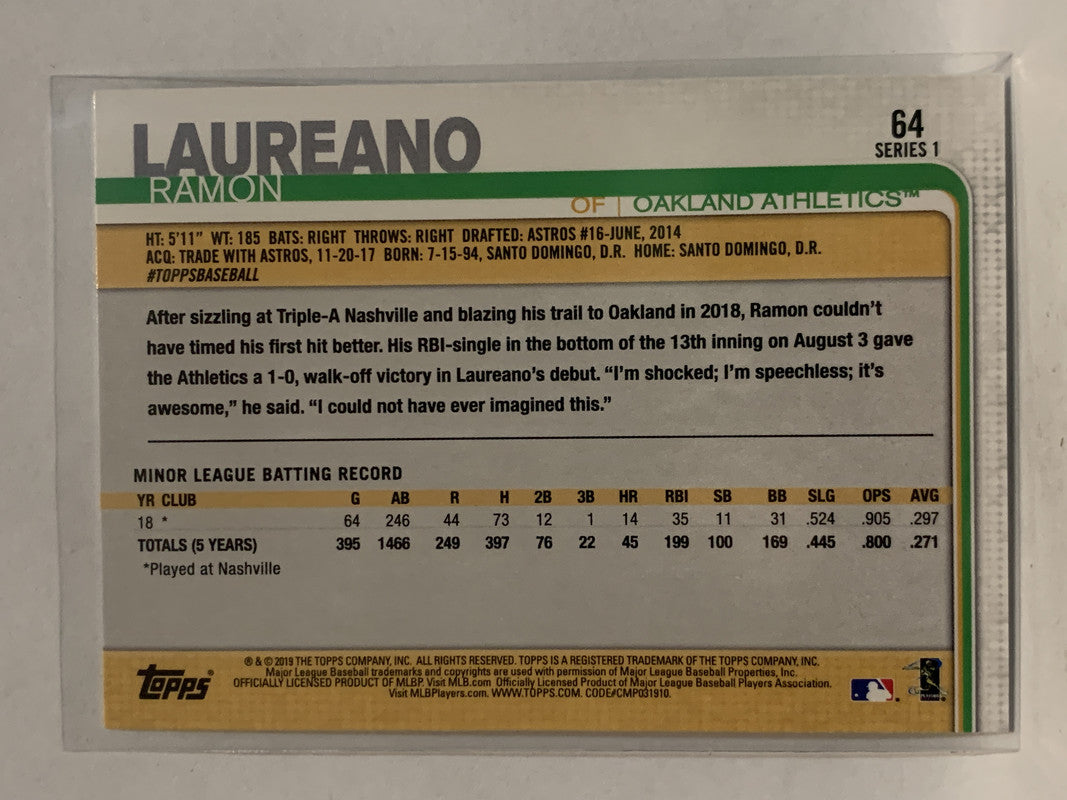 LAUREANO
RAMON
64
SERIES 1
OF | OAKLAND ATHLETICS™
HT: 5'11" WT: 185 BATS: RIGHT THROWS: RIGHT DRAFTED: ASTROS #16-JUNE, 2014
ACQ: TRADE WITH ASTROS, 11-20-17 BORN: 7-15-94, SANTO DOMINGO, D.R. HOME: SANTO DOMINGO, D.R.
#TOPPSBASEBALL
After sizzling at Triple-A Nashville and blazing his trail to Oakland in 2018, Ramon couldn't
have timed his first hit better. His RBI-single in the bottom of the 13th inning on August 3 gave
the Athletics a 1-0, walk-off victory in Laureano's debut. "I'm shocked; I'm speechless; it's
awesome," he said. "I could not have ever imagined this."
MINOR LEAGUE BATTING RECORD
YR CLUB G AB R H 2B 3B HR RBI SB BB SLG OPS AVG
18 * 64 246 44 73 12 1 14 35 11 31 .524 .905 .297
TOTALS (5 YEARS) 395 1466 249 397 76 22 45 199 100 169 .445 .800 .271
*Played at Nashville
topps®
® & © 2019 THE TOPPS COMPANY, INC. ALL RIGHTS RESERVED. TOPPS IS A REGISTERED TRADEMARK OF THE TOPPS COMPANY, INC.
Major League Baseball trademarks and copyrights are used with permission of Major League Baseball Properties, Inc.
OFFICIALLY LICENSED PRODUCT OF MLBP. Visit MLB.com Officially Licensed Product of Major League Baseball Players Association.
Visit MLBPlayers.com. WWW.TOPPS.COM. CODE#CMP031910.